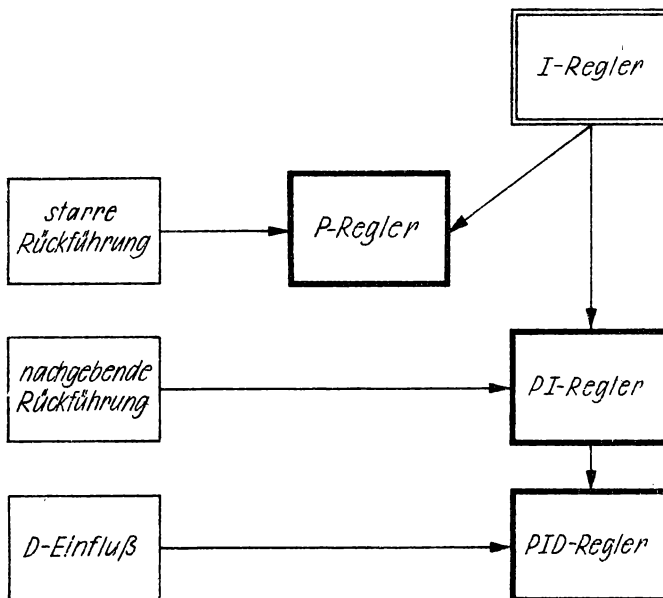 I-Regler
starre
Rückführung
P-Regler
nachgebende
Rückführung
PI-Regler
D-Einfluß
PID-Regler